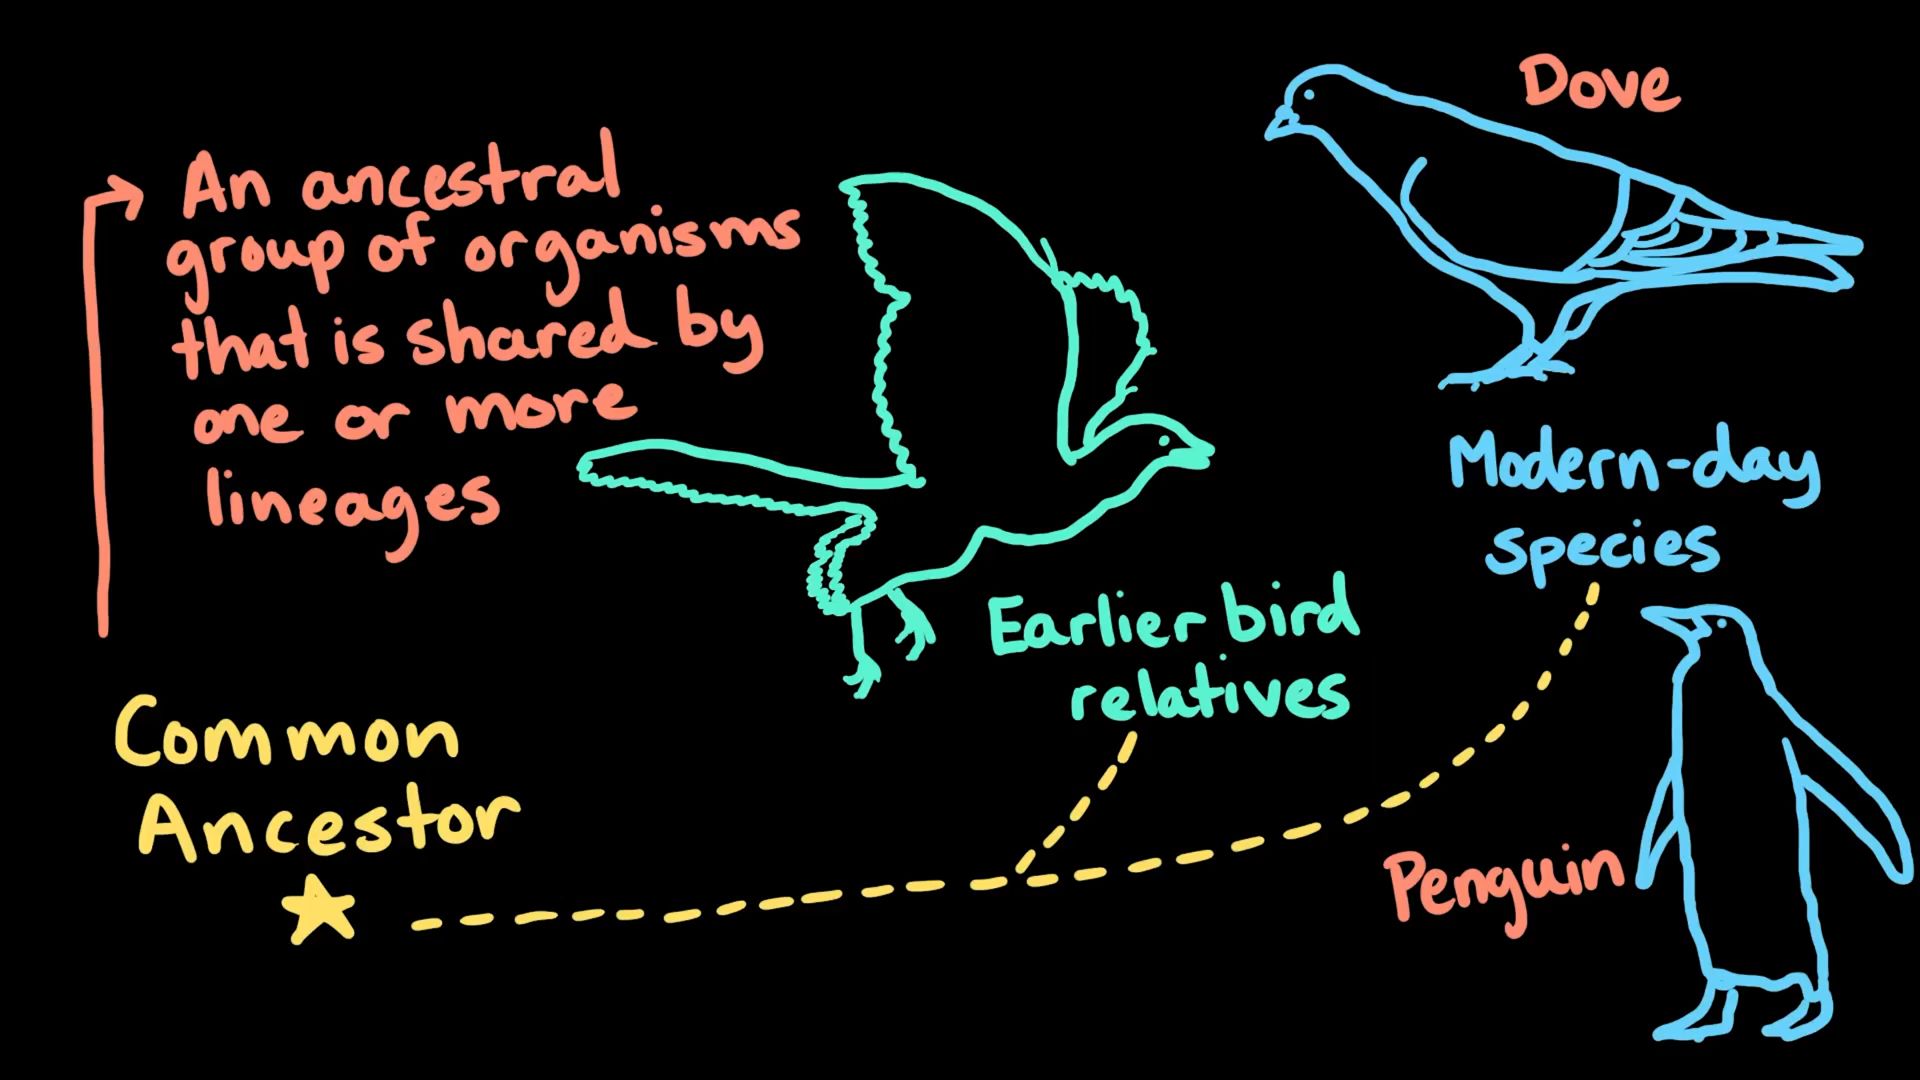 An ancestral
group of organisms
that is shared by
one or more
lineages
Common
Ancestor
Earlier bird
relatives
Dove
Modern-day
species
Penguin